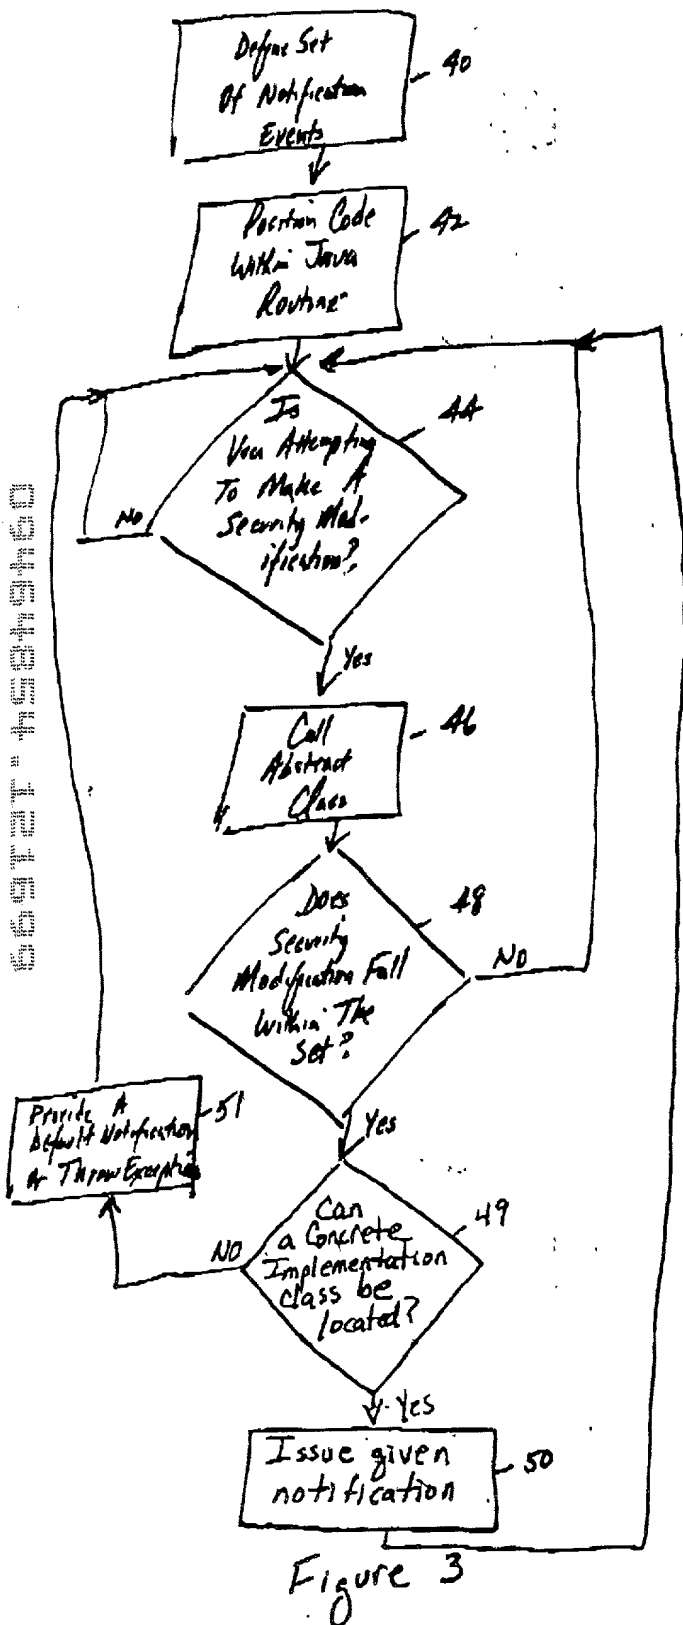 Define Set
Of Notification
Events
40
Position Code
Within Java
Routine
42
Is
User Attempting
To Make A
Security Mod-
ification?
44
No
Yes
Call
Abstract
Class
46
Does
Security
Modification Fall
Within The
Set?
48
No
Yes
Provide A
Default Notification
or Throw Exception
51
Can
a Concrete
Implementation
class be
located?
49
NO
Yes
Issue given
notification
50
Figure 3
09464854.121699